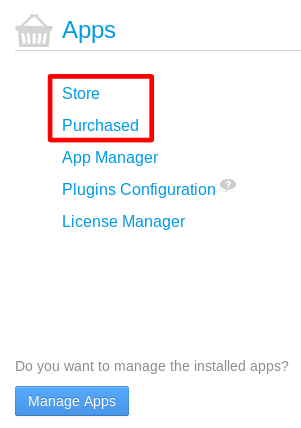 Apps
Store
Purchased
App Manager
Plugins Configuration ?
License Manager
Do you want to manage the installed apps?
Manage Apps